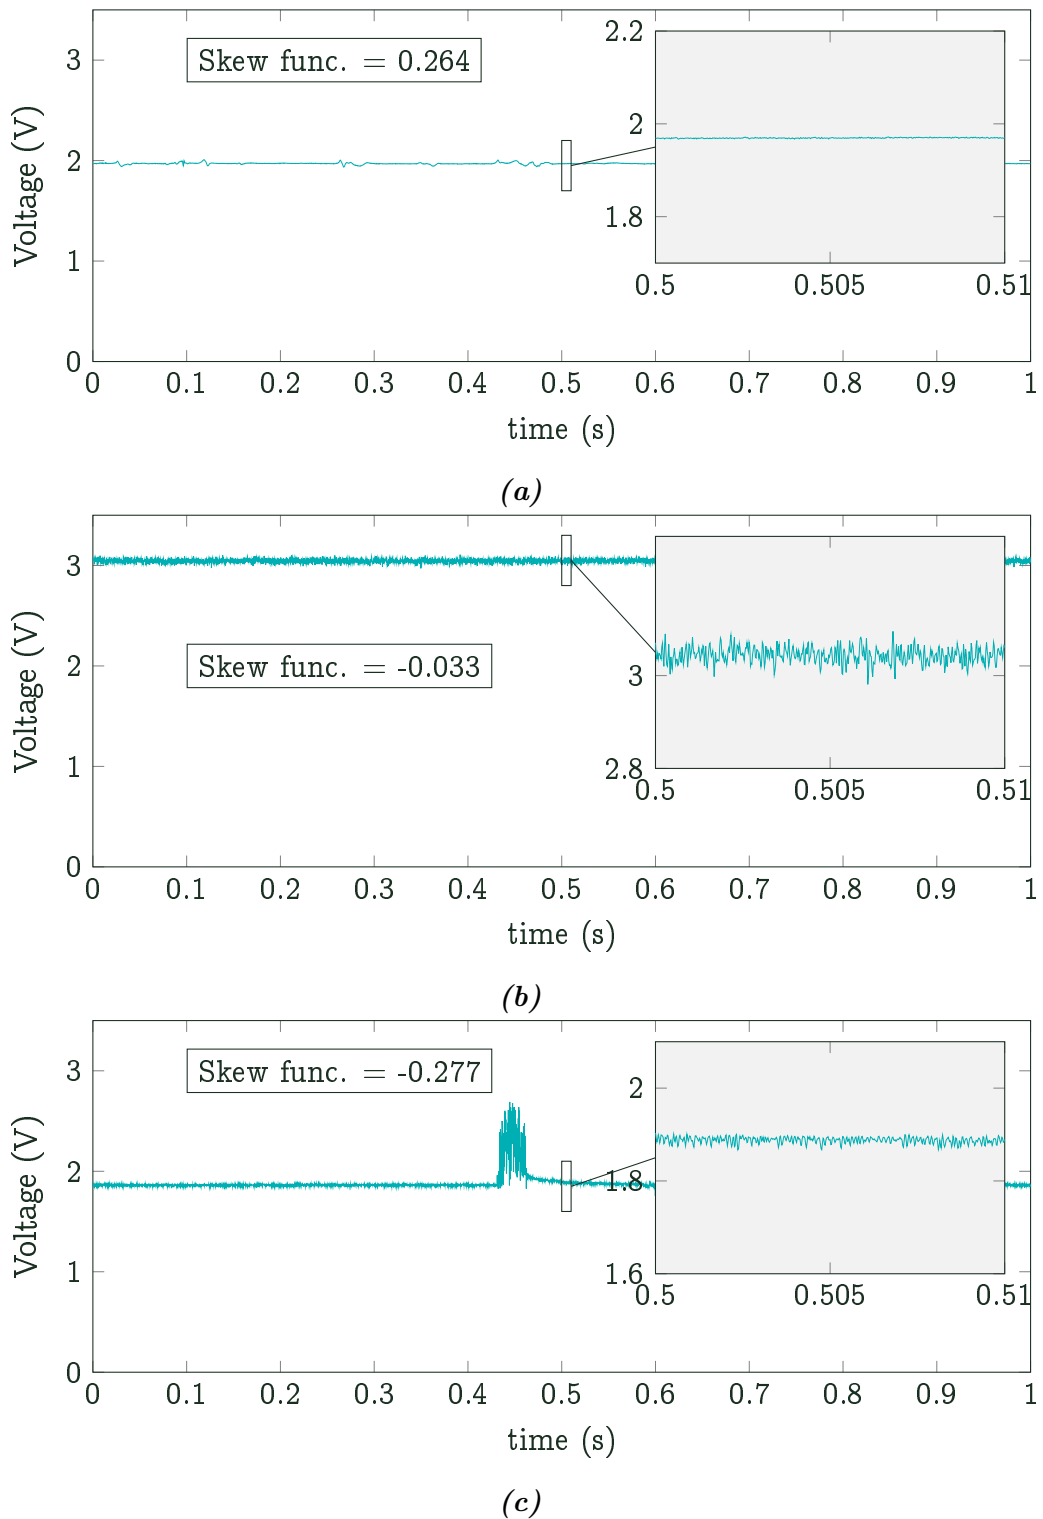 Skew func. = 0.264
Voltage (V)
3
2
1
0
0 0.1 0.2 0.3 0.4 0.5 0.6 0.7 0.8 0.9 1
time (s)
2.2
2
1.8
0.5 0.505 0.51
(a)
Skew func. = -0.033
Voltage (V)
3
2
1
0
0 0.1 0.2 0.3 0.4 0.5 0.6 0.7 0.8 0.9 1
time (s)
3
2.8
0.5 0.505 0.51
(b)
Skew func. = -0.277
Voltage (V)
3
2
1
0
0 0.1 0.2 0.3 0.4 0.5 0.6 0.7 0.8 0.9 1
time (s)
2
1.8
1.6
0.5 0.505 0.51
(c)